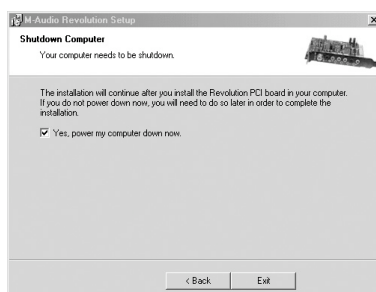 M-Audio Revolution Setup
Shutdown Computer
Your computer needs to be shutdown.
The installation will continue after you install the Revolution PCI board in your computer.
If you do not power down now, you will need to do so later in order to complete the
installation.
Yes, power my computer down now.
< Back
Exit